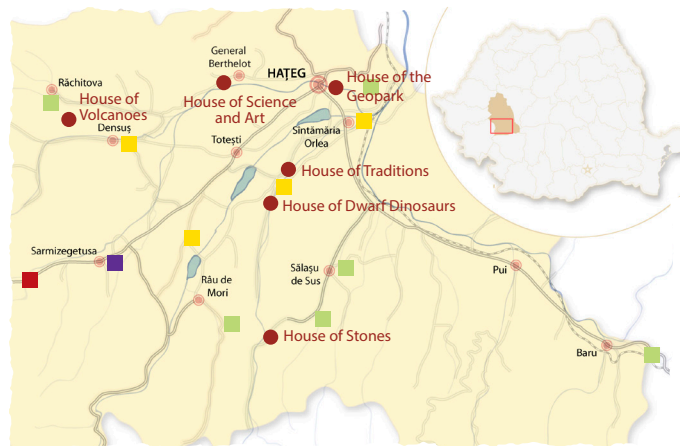 General
Berthelot
HAȚEG
House of the
Geopark
Răchitova
House of
Volcanoes
House of Science
and Art
Densuș
Totești
Sîntămăria
Orlea
House of Traditions
House of Dwarf Dinosaurs
Sarmizegetusa
Râu de
Mori
Sălașu
de Sus
Pui
House of Stones
Baru